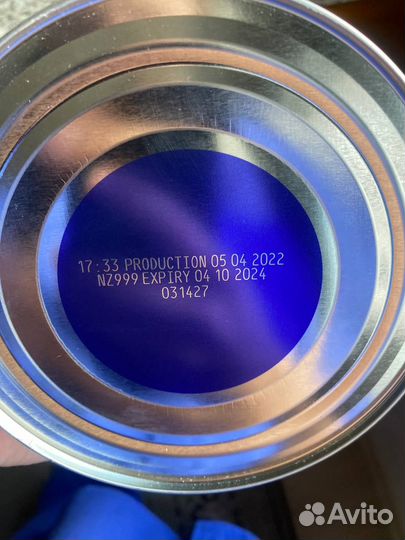 17:33 PRODUCTION 05 04 2022
NZ999 EXPIRY 04 10 2024
031427
Avito